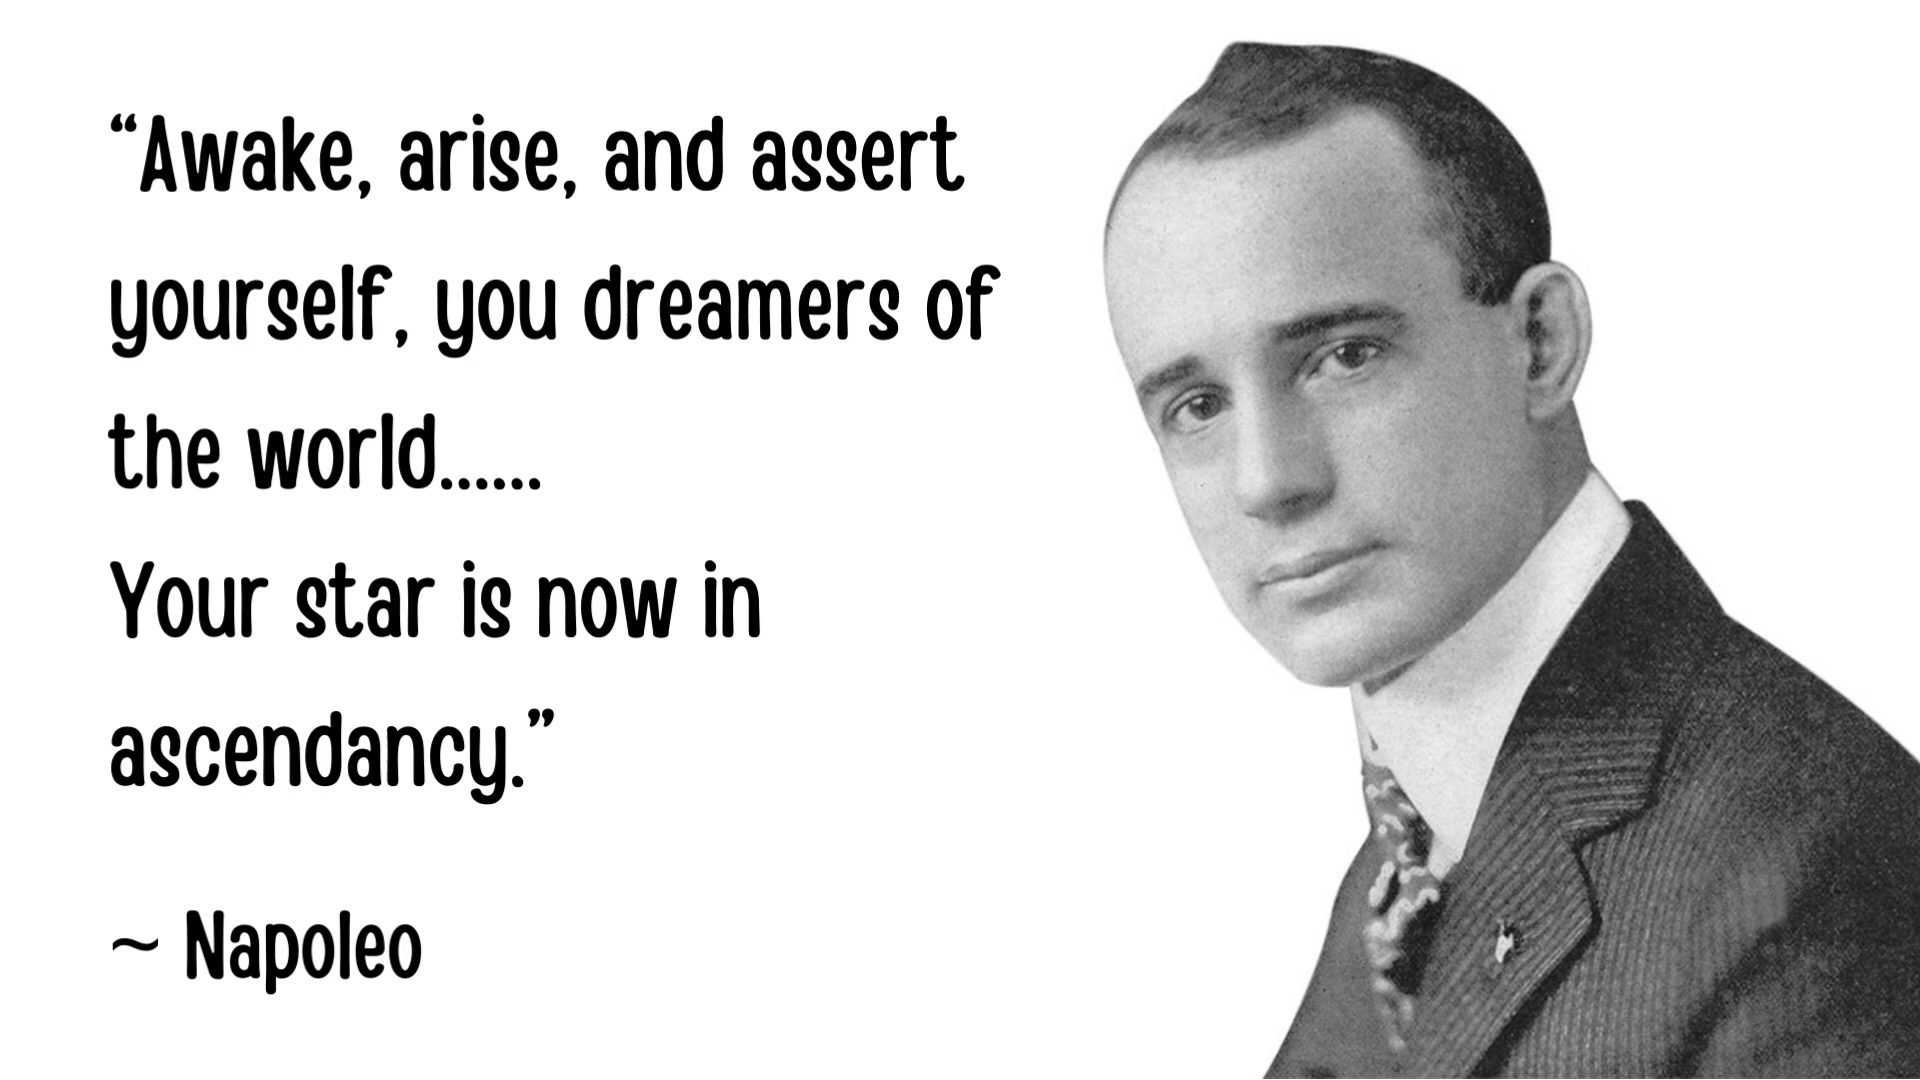 “Awake, arise, and assert
yourself, you dreamers of
the world......
Your star is now in
ascendancy.”
~ Napoleo